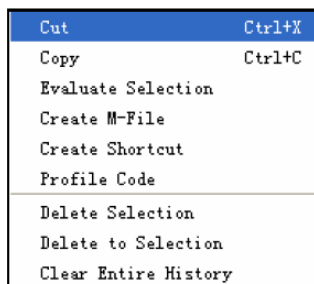 Cut Ctrl+X
Copy Ctrl+C
Evaluate Selection
Create M-File
Create Shortcut
Profile Code
Delete Selection
Delete to Selection
Clear Entire History